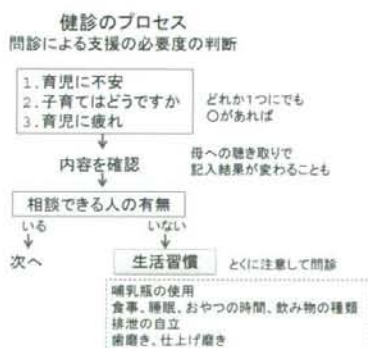 健診のプロセス
問診による支援の必要度の判断
1.育児に不安
2.子育てはどうですか
3.育児に疲れ
どれか1つにでも
○があれば
内容を確認
母への聴き取りで
記入結果が変わることも
相談できる人の有無
いる
いない
次へ
生活習慣
とくに注意して問診
哺乳瓶の使用
食事、睡眠、おやつの時間、飲み物の種類
排泄の自立
歯磨き、仕上げ磨き